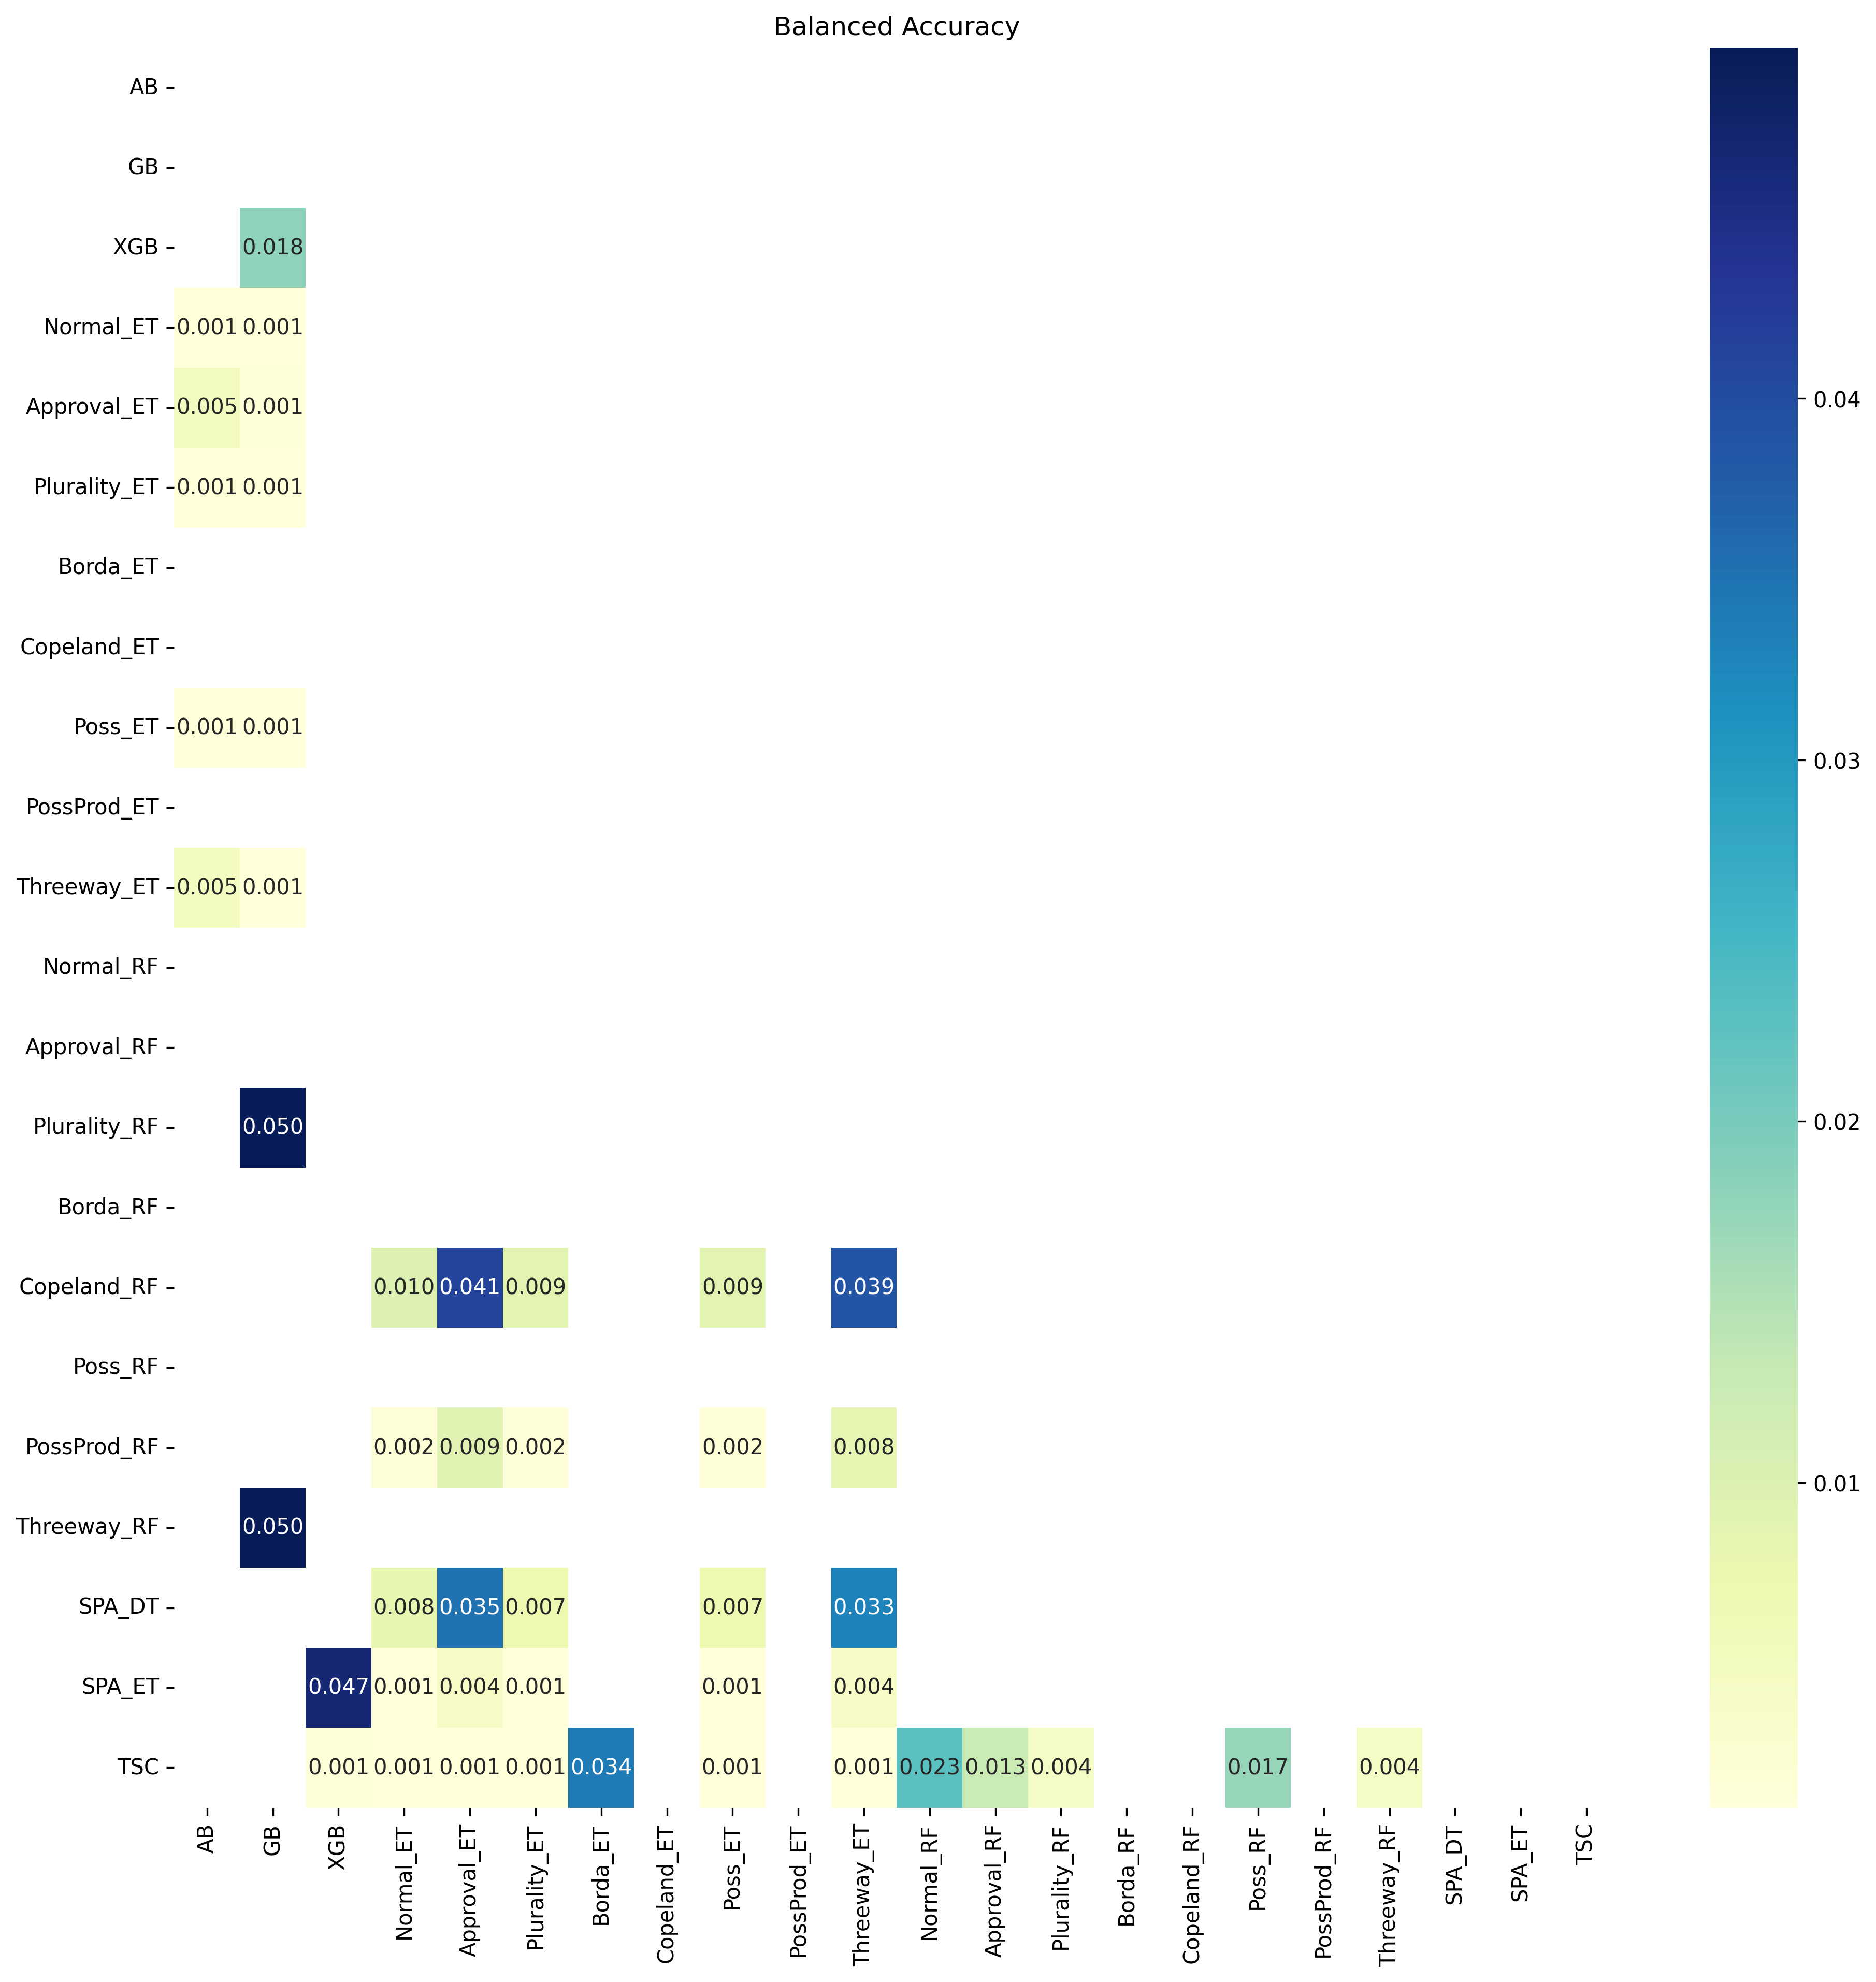 Balanced Accuracy
AB
GB
XGB 0.018
Normal_ET 0.001 0.001
Approval_ET 0.005 0.001
0.04
Plurality_ET 0.001 0.001
Borda_ET
Copeland_ET
Poss_ET 0.001 0.001
0.03
PossProd_ET
Threeway_ET 0.005 0.001
Normal_RF
Approval_RF
0.02
Plurality_RF 0.050
Borda_RF
Copeland_RF 0.010 0.041 0.009 0.009 0.039
Poss_RF
PossProd_RF 0.002 0.009 0.002 0.002 0.008
0.01
Threeway_RF 0.050
SPA_DT 0.008 0.035 0.007 0.007 0.033
SPA_ET 0.047 0.001 0.004 0.001 0.001 0.004
TSC 0.001 0.001 0.001 0.001 0.034 0.001 0.001 0.023 0.013 0.004 0.017 0.004
AB
GB
XGB
Normal_ET
Approval_ET
Plurality_ET
Borda_ET
Copeland_ET
Poss_ET
PossProd_ET
Threeway_ET
Normal_RF
Approval_RF
Plurality_RF
Borda_RF
Copeland_RF
Poss_RF
PossProd_RF
Threeway_RF
SPA_DT
SPA_ET
TSC